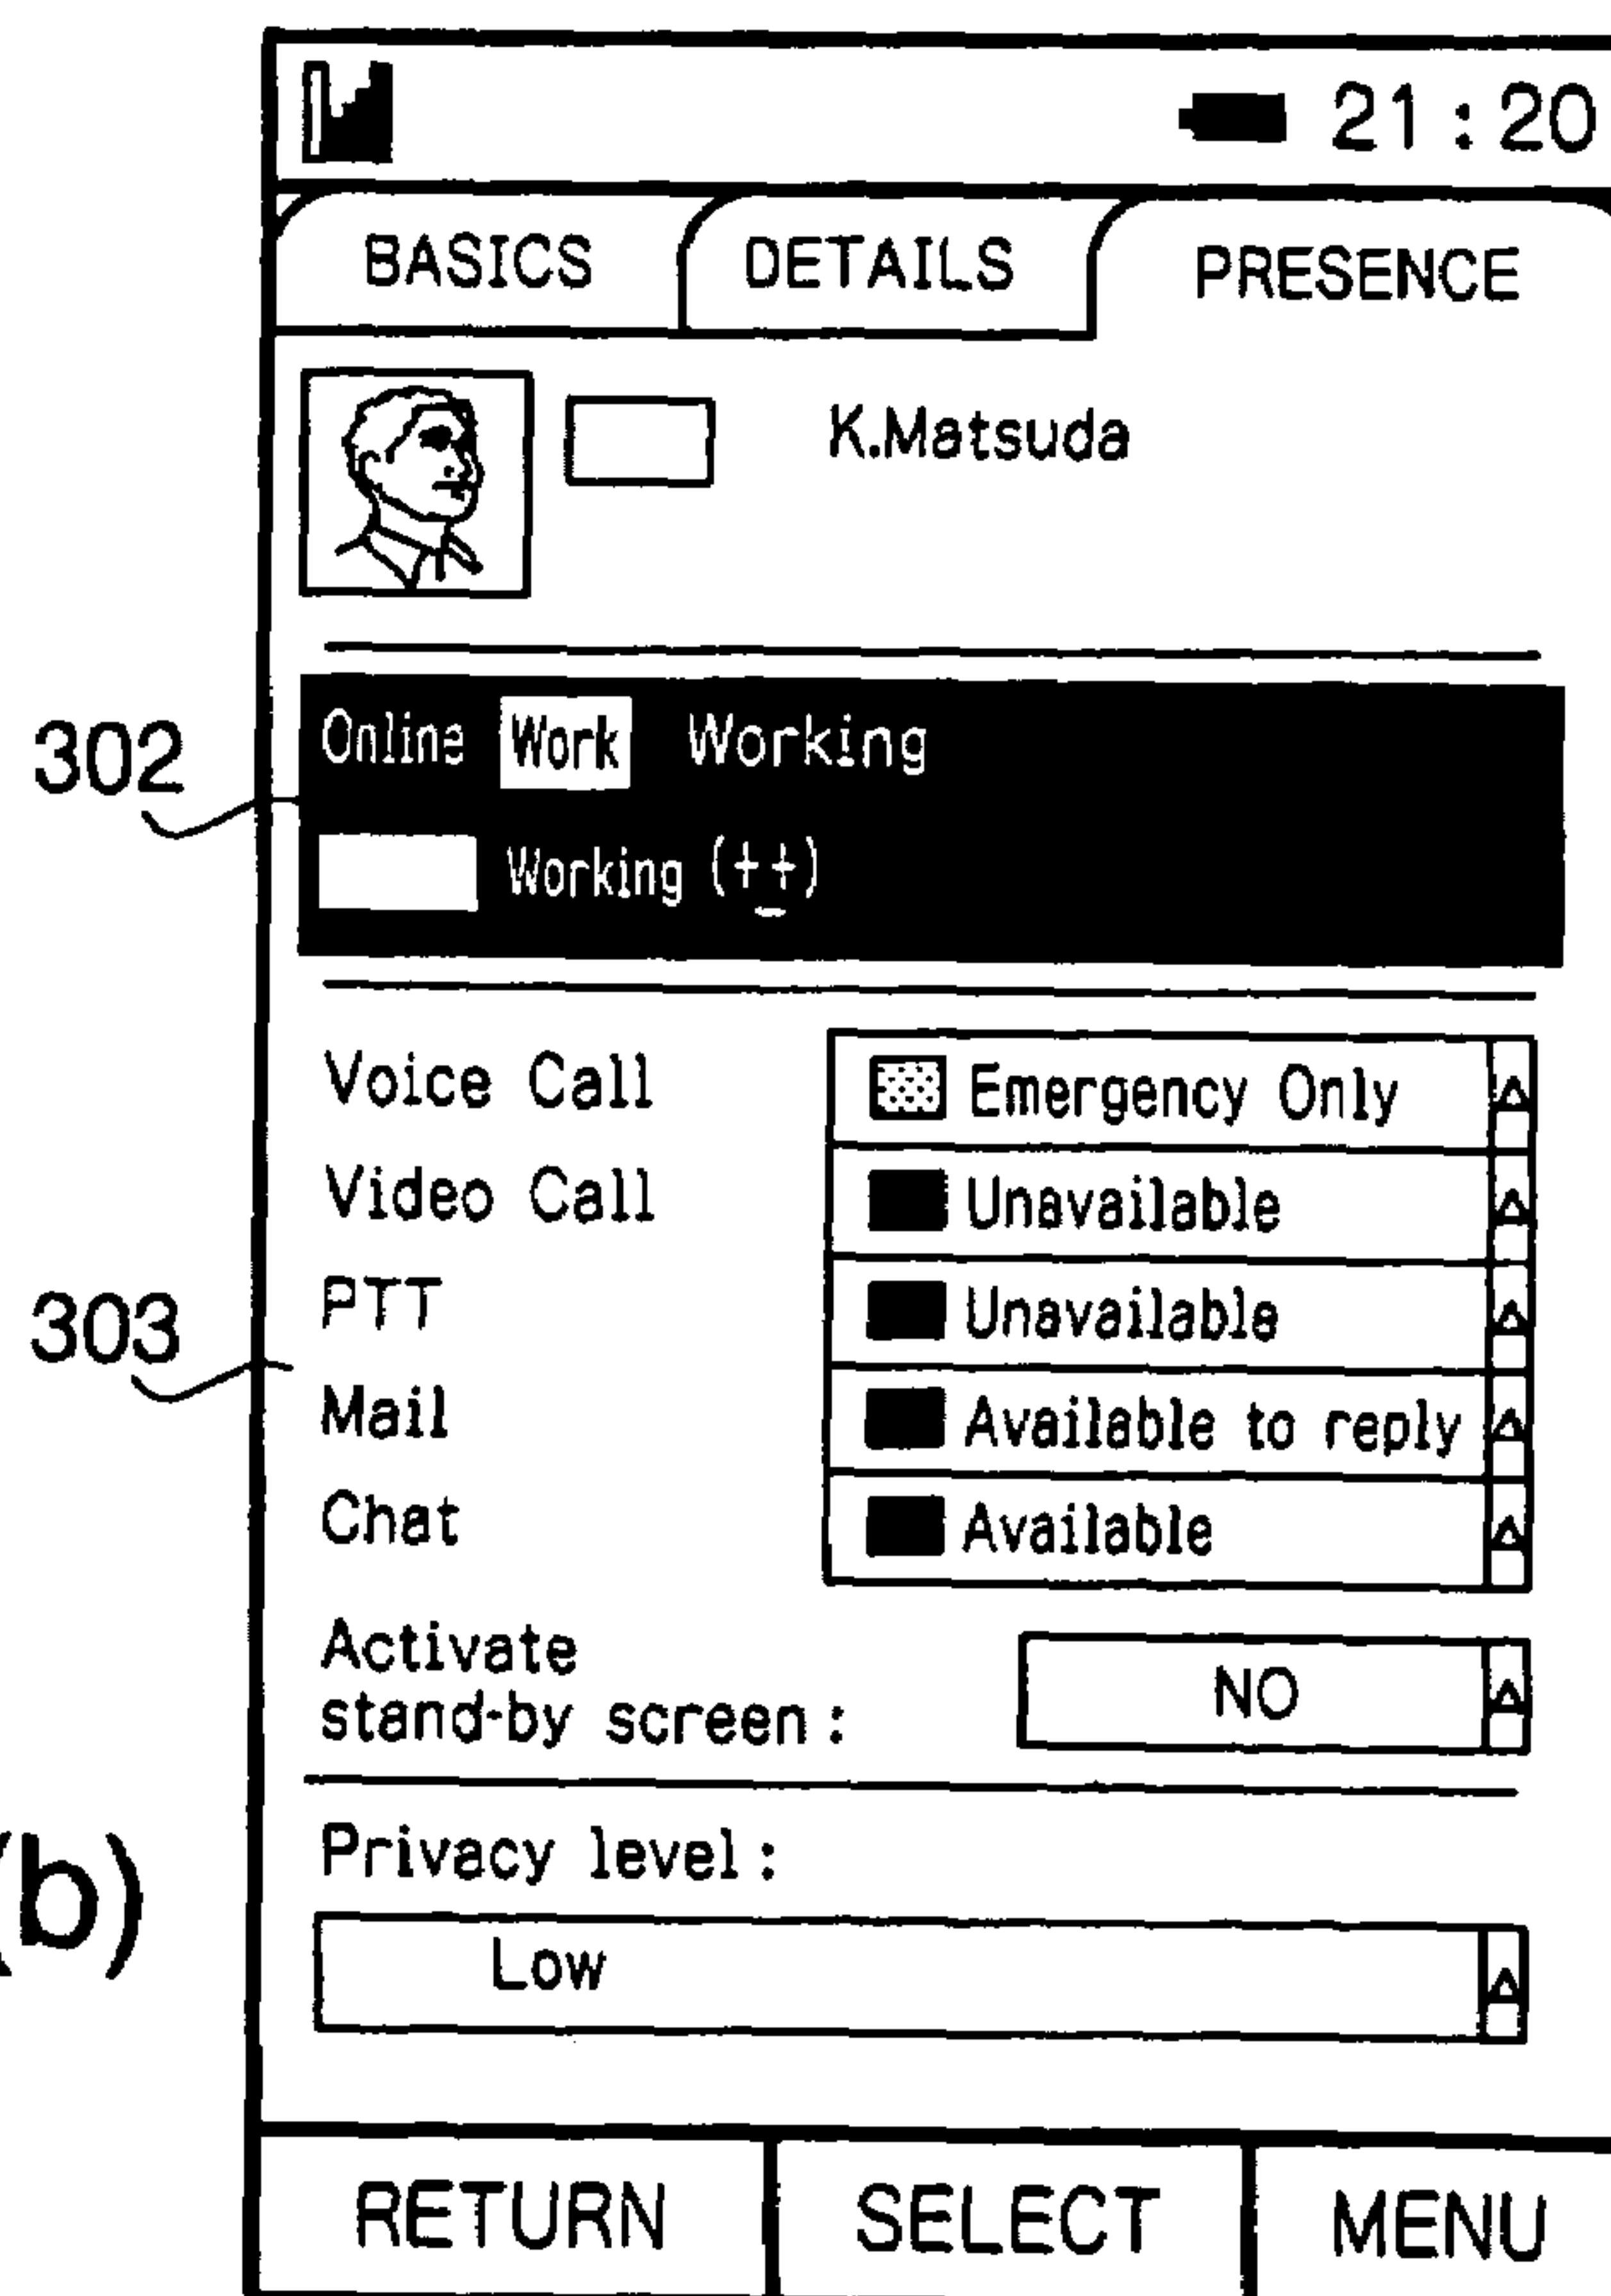 21:20
BASICS DETAILS PRESENCE
K.Matsuda
302
Online Work Working
Working (++)
Voice Call Emergency Only
Video Call Unavailable
303
PTT Unavailable
Mail Available to reply
Chat Available
Activate
stand-by screen: NO
Privacy level:
(b)
Low
RETURN SELECT MENU